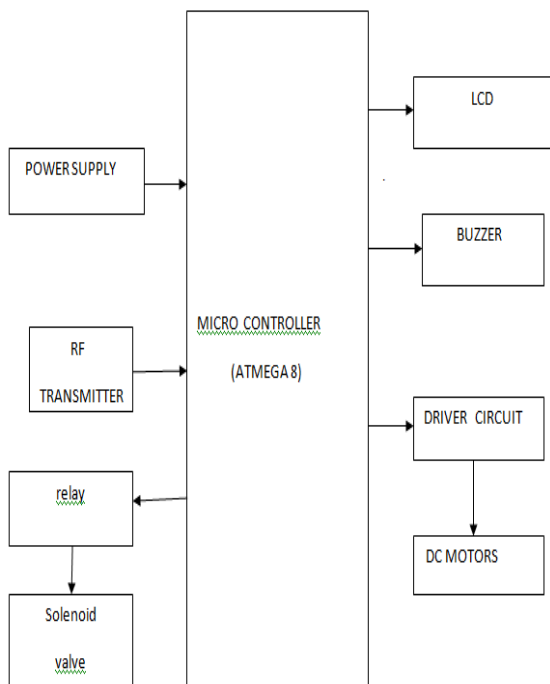 LCD
POWER SUPPLY
BUZZER
MICRO CONTROLLER
(ATMEGA 8)
RF
TRANSMITTER
DRIVER CIRCUIT
relay
DC MOTORS
Solenoid
valve